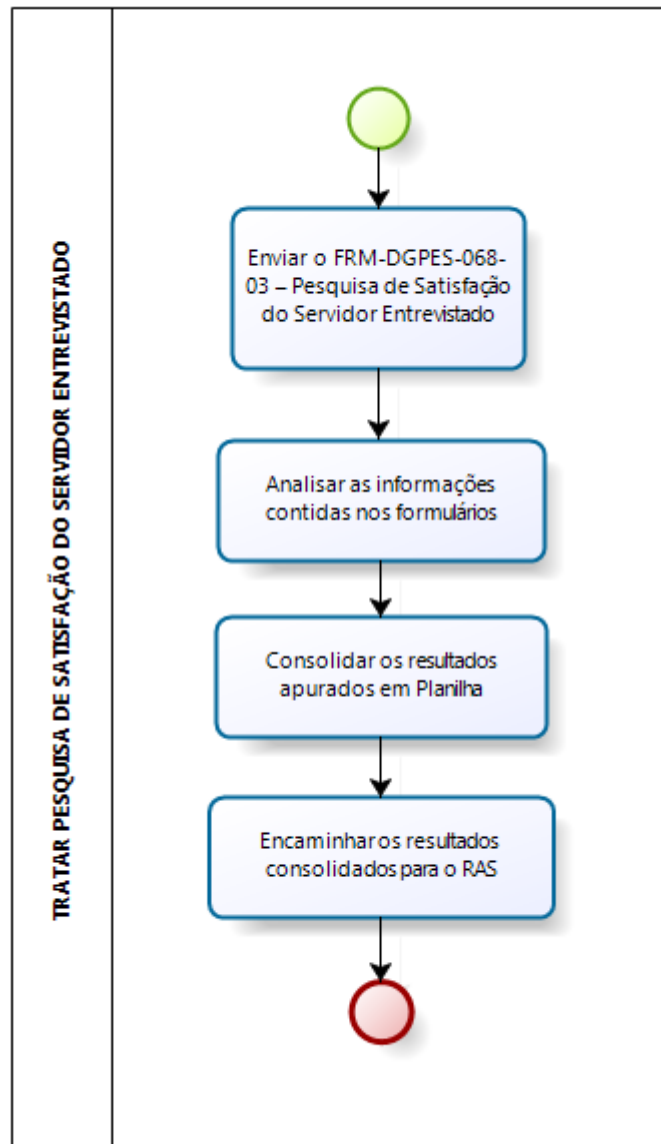 TRATAR PESQUISA DE SATISFAÇÃO DO SERVIDOR ENTREVISTADO
Enviar o FRM-DGPES-068-
03 – Pesquisa de Satisfação
do Servidor Entrevistado
Analisar as informações
contidas nos formulários
Consolidar os resultados
apurados em Planilha
Encaminhar os resultados
consolidados para o RAS